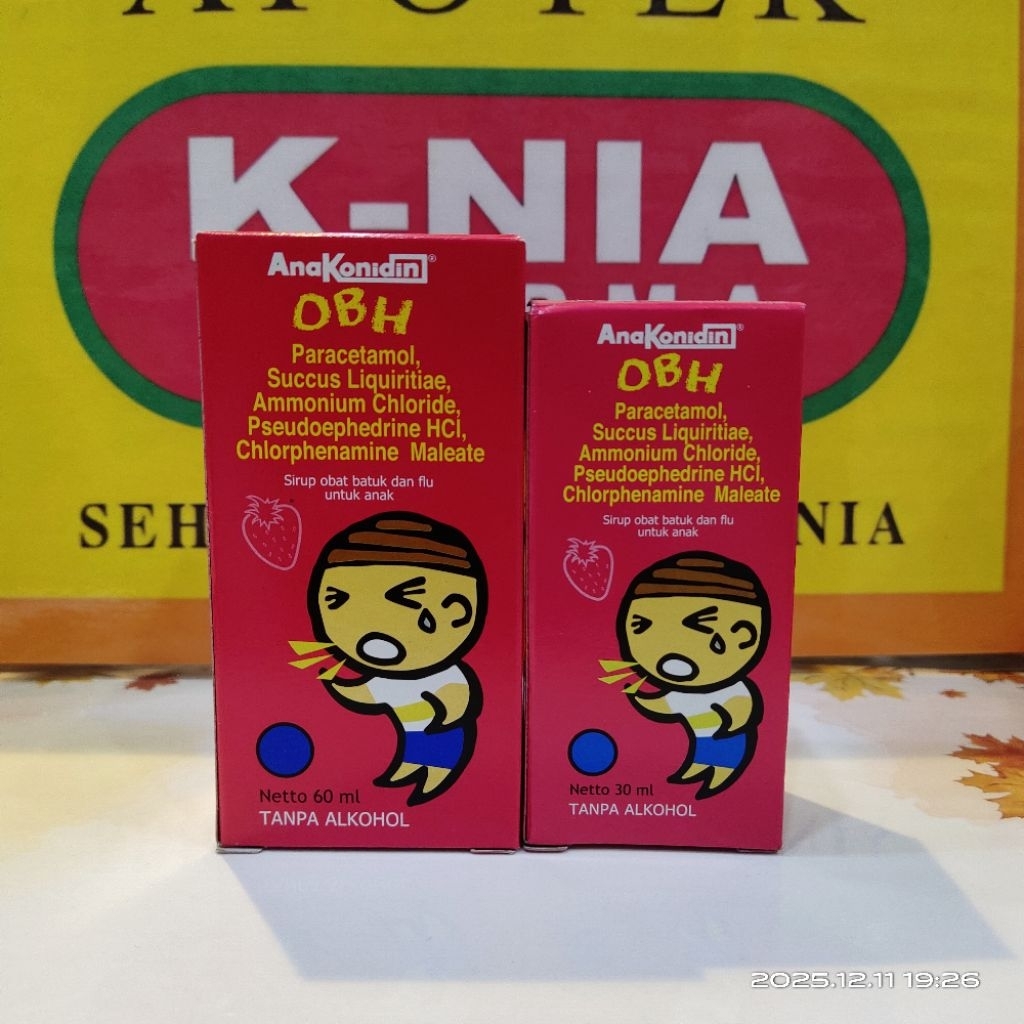 APOTEK
K-NIA
AnaKonidin®
OBH
Paracetamol,
Succus Liquiritiae,
Ammonium Chloride,
Pseudoephedrine HCl,
Chlorphenamine Maleate
Sirup obat batuk dan flu
untuk anak
Netto 60 ml
TANPA ALKOHOL
AnaKonidin®
OBH
Paracetamol,
Succus Liquiritiae,
Ammonium Chloride,
Pseudoephedrine HCl,
Chlorphenamine Maleate
Sirup obat batuk dan flu
untuk anak
Netto 30 ml
TANPA ALKOHOL
2025.12.11 19:26